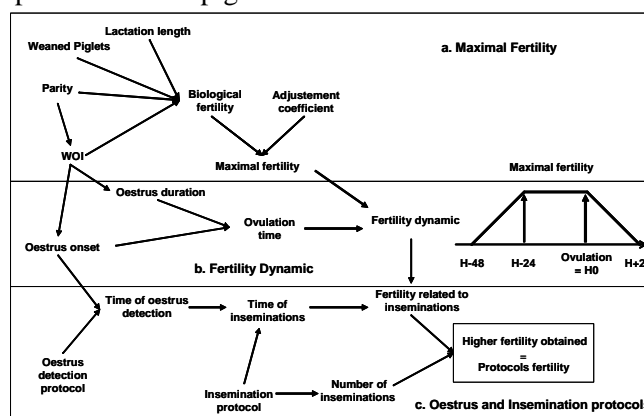 Lactation length
Weaned Piglets
a. Maximal Fertility
Parity
Biological
fertility
Adjustement
coefficient
WOI
Maximal fertility
Maximal fertility
Oestrus duration
Ovulation
time
Fertility dynamic
Oestrus onset
b. Fertility Dynamic
H-48
H-24
Ovulation
= H0
Time of oestrus
detection
Time of
inseminations
Fertility related to
inseminations
Higher fertility obtained
=
Protocols fertility
Oestrus
detection
protocol
Insemination
protocol
Number of
inseminations
c. Oestrus and Insemination protocol